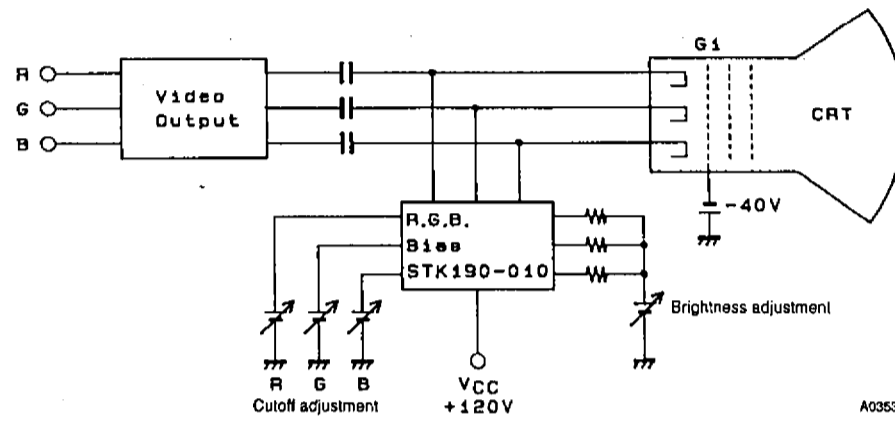 G1
R
G
B
Video
Output
CRT
-40V
R.G.B.
Bias
STK190-010
Brightness adjustment
R G B
Cutoff adjustment
VCC
+120V
A0353